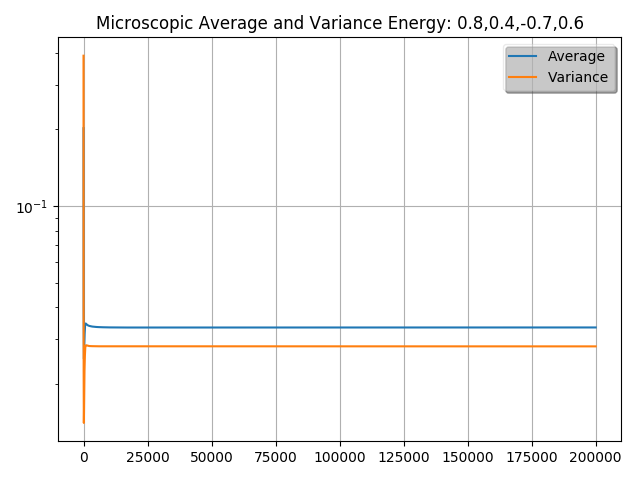 Microscopic Average and Variance Energy: 0.8,0.4,-0.7,0.6
Average
Variance
10⁻¹
0 25000 50000 75000 100000 125000 150000 175000 200000